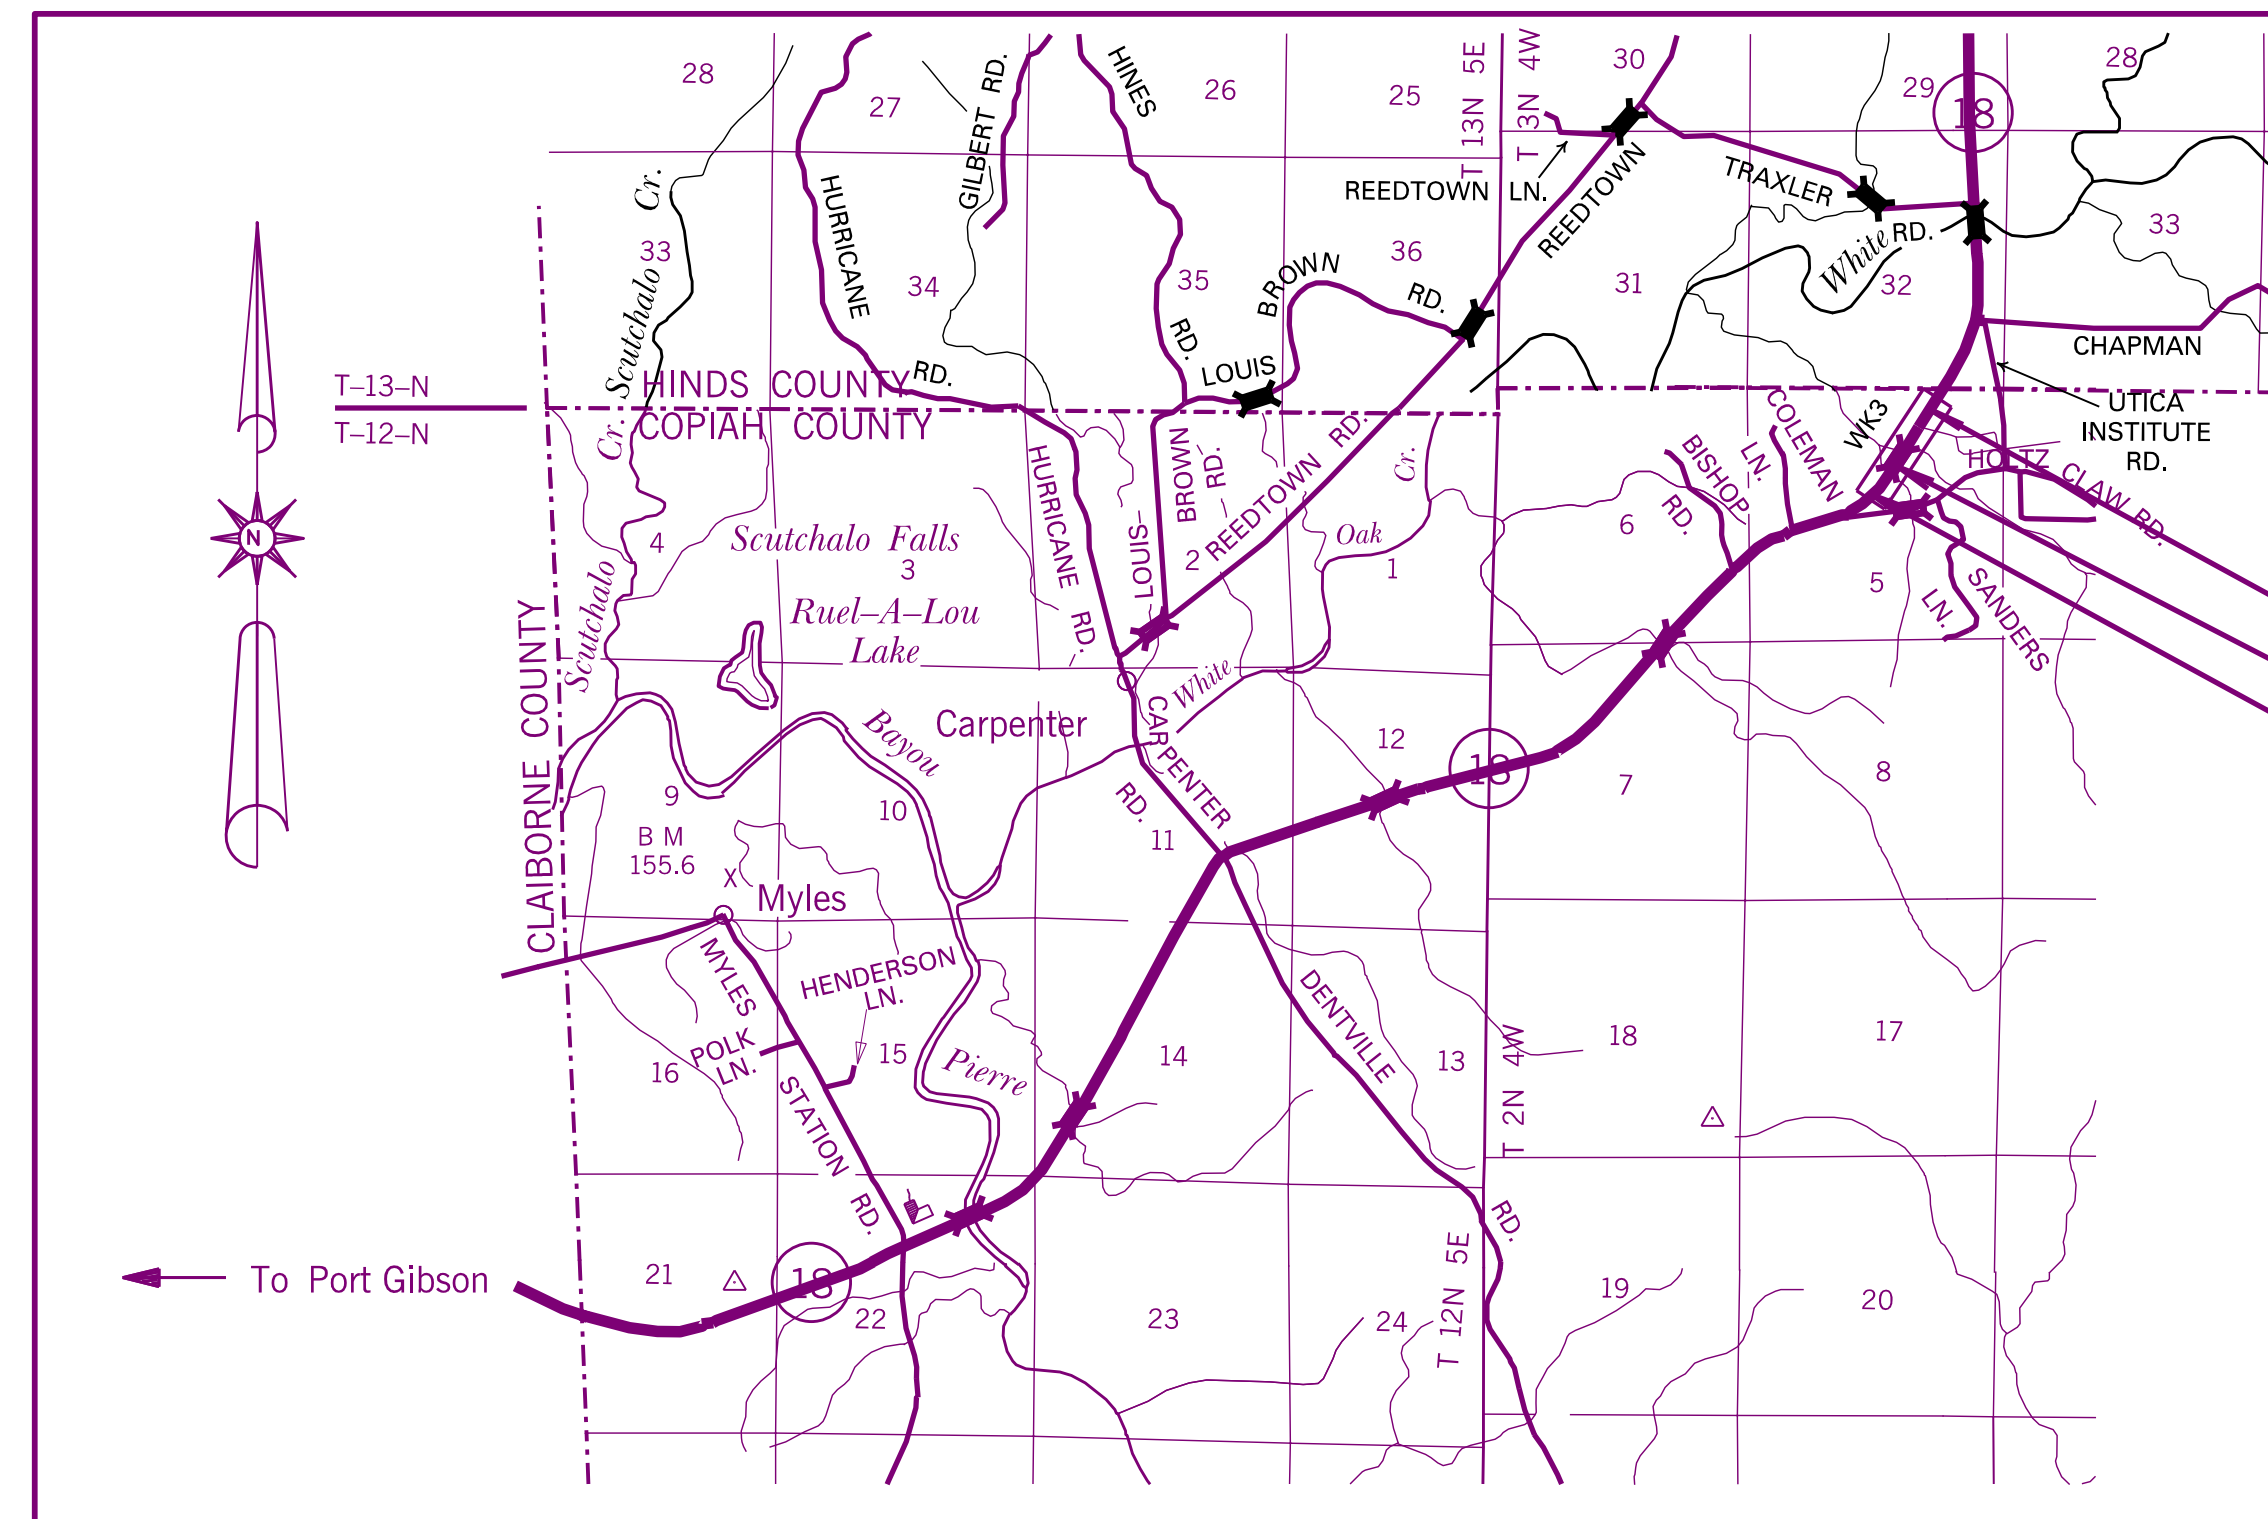 28
27
GILBERT RD.
HINES
26
25
T 13N 5E
T 3N 4W
30
29
18
28
Cr.
HURRICANE
REEDTOWN LN.
REEDTOWN
TRAXLER
RD.
White
33
33
34
35
BROWN
36
RD.
31
32
Scutchalo
RD.
LOUIS
CHAPMAN
T–13–N
HINDS COUNTY
RD.
T–12–N
COPIAH COUNTY
Cr.
UTICA
INSTITUTE
RD.
COLEMAN
LN.
WK3
BISHOP
RD.
HOLTZ
CLAW RD.
HURRICANE RD.
BROWN
RD.
LOUIS
REEDTOWN RD.
Cr.
Oak
White
N
4
Scutchalo Falls
3
2
1
6
5
SANDERS
LN.
Scutchalo
Ruel–A–Lou
Lake
CLAIBORNE COUNTY
Bayou
Carpenter
CARPENTER
RD.
12
18
7
8
9
10
11
B M
155.6
X
Myles
MYLES
HENDERSON
LN.
DENTVILLE
POLK
LN.
16
15
Pierre
14
13
T 2N 4W
18
17
STATION
RD.
RD.
T 12N 5E
To Port Gibson
21
18
22
23
24
19
20